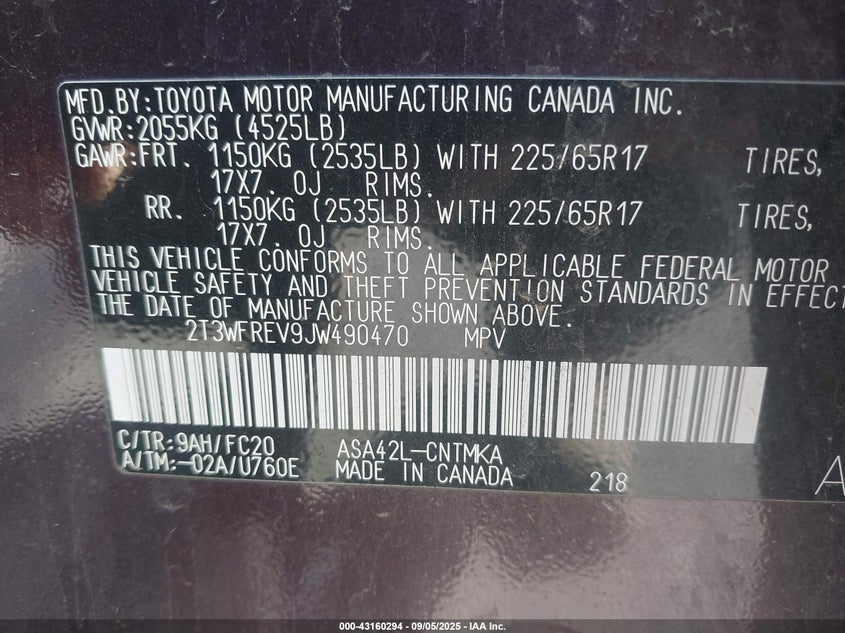 MFD.BY:TOYOTA MOTOR MANUFACTURING CANADA INC.
GVWR:2055KG (4525LB)
GAWR:FRT. 1150KG (2535LB) WITH 225/65R17 TIRES,
17X7.0J RIMS.
RR. 1150KG (2535LB) WITH 225/65R17 TIRES,
17X7.0J RIMS.
THIS VEHICLE CONFORMS TO ALL APPLICABLE FEDERAL MOTOR
VEHICLE SAFETY AND THEFT PREVENTION STANDARDS IN EFFECT
THE DATE OF MANUFACTURE SHOWN ABOVE.
2T3WFREV9JW490470 MPV
C/TR:9AH/FC20 ASA42L-CNTMKA
A/TM:-02A/U760E MADE IN CANADA 218 A
000-43160294 - 09/05/2025 - IAA Inc.